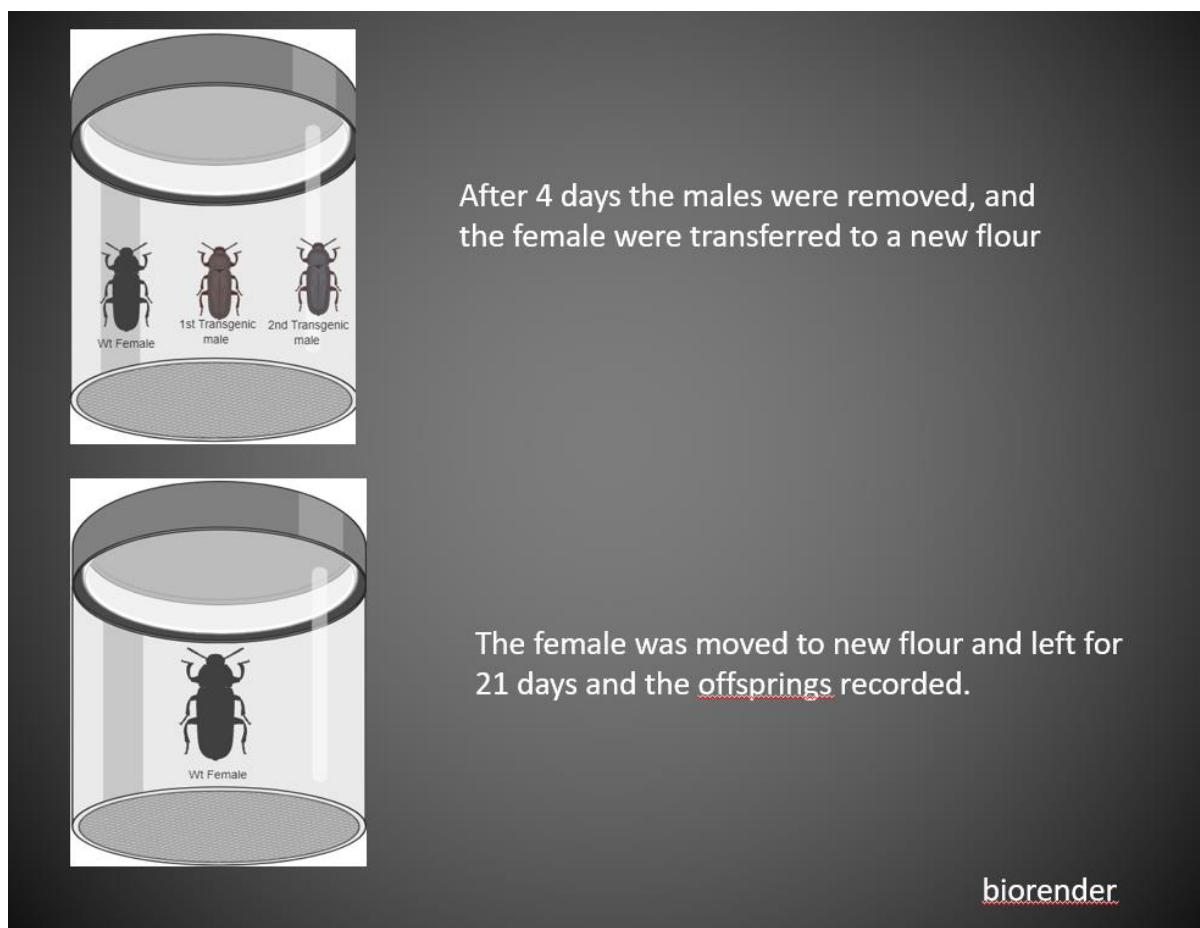 After 4 days the males were removed, and
the female were transferred to a new flour
Wt Female
1st Transgenic
male
2nd Transgenic
male
The female was moved to new flour and left for
21 days and the offsprings recorded.
Wt Female
biorender